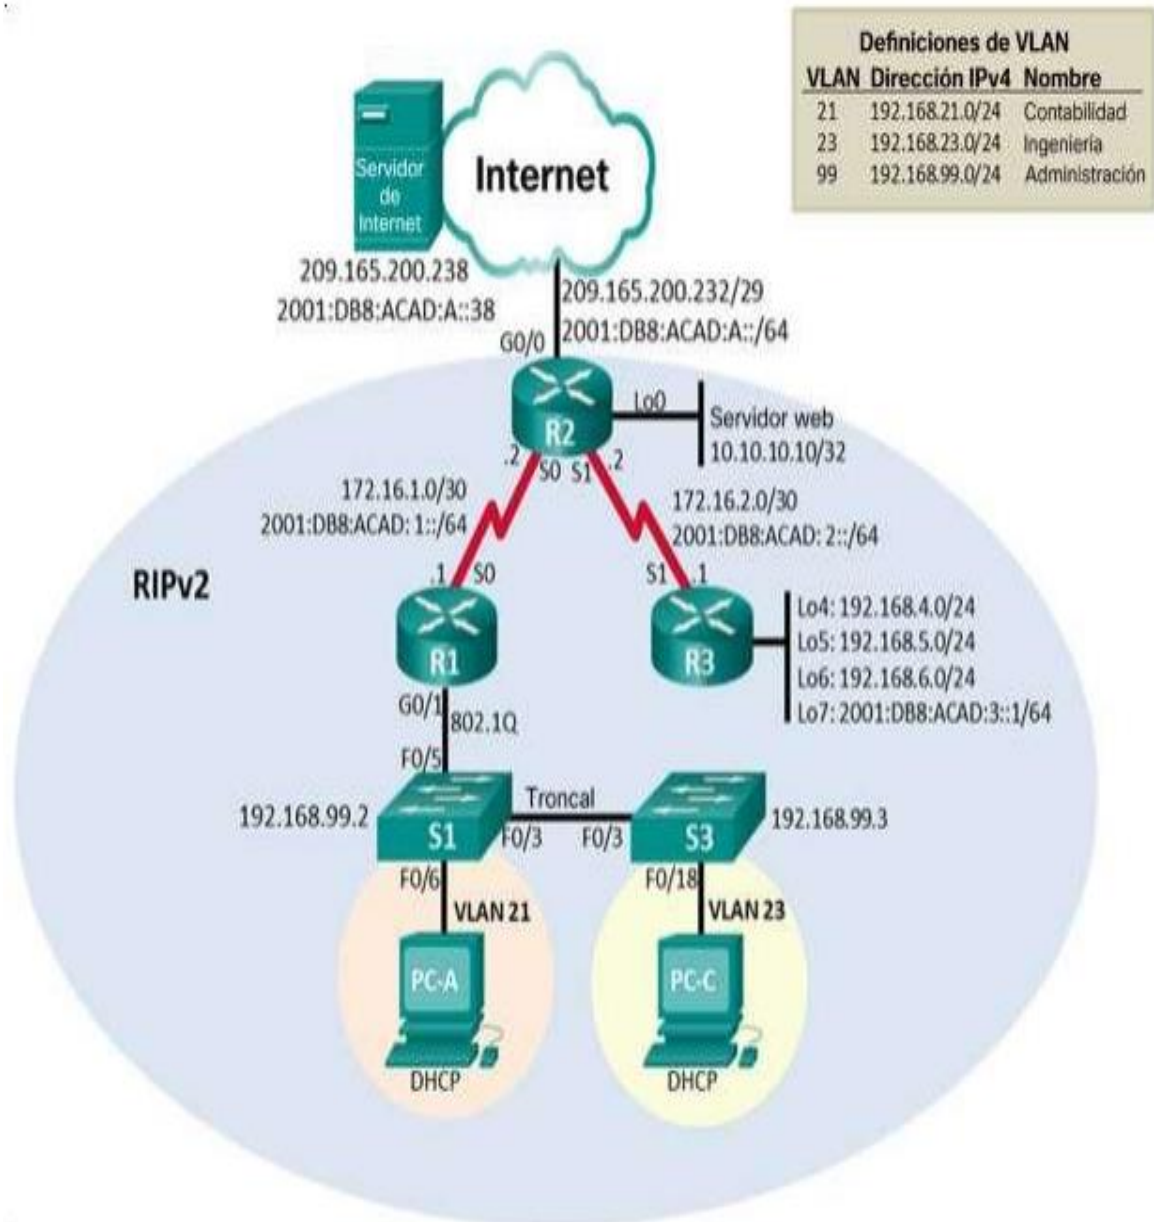 Definiciones de VLAN
VLAN Dirección IPv4 Nombre
21 192.168.21.0/24 Contabilidad
23 192.168.23.0/24 Ingeniería
99 192.168.99.0/24 Administración
Servidor
de
Internet
Internet
209.165.200.238
2001:DB8:ACAD:A::38
209.165.200.232/29
2001:DB8:ACAD:A::/64
G0/0
R2
Lo0
Servidor web
10.10.10.10/32
.2
S0
S1
.2
172.16.1.0/30
2001:DB8:ACAD: 1::/64
172.16.2.0/30
2001:DB8:ACAD: 2::/64
RIPv2
.1
S0
S1
.1
R1
R3
Lo4: 192.168.4.0/24
Lo5: 192.168.5.0/24
Lo6: 192.168.6.0/24
Lo7: 2001:DB8:ACAD:3::1/64
G0/1
802.1Q
F0/5
192.168.99.2
S1
Troncal
F0/3
F0/3
S3
192.168.99.3
F0/6
VLAN 21
F0/18
VLAN 23
PC-A
PC-C
DHCP
DHCP